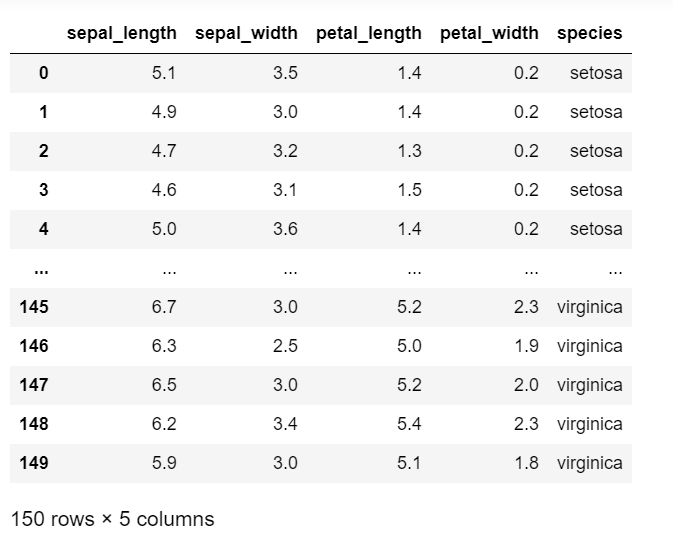 sepal_length sepal_width petal_length petal_width species
0 5.1 3.5 1.4 0.2 setosa
1 4.9 3.0 1.4 0.2 setosa
2 4.7 3.2 1.3 0.2 setosa
3 4.6 3.1 1.5 0.2 setosa
4 5.0 3.6 1.4 0.2 setosa
... ... ... ... ... ...
145 6.7 3.0 5.2 2.3 virginica
146 6.3 2.5 5.0 1.9 virginica
147 6.5 3.0 5.2 2.0 virginica
148 6.2 3.4 5.4 2.3 virginica
149 5.9 3.0 5.1 1.8 virginica
150 rows × 5 columns